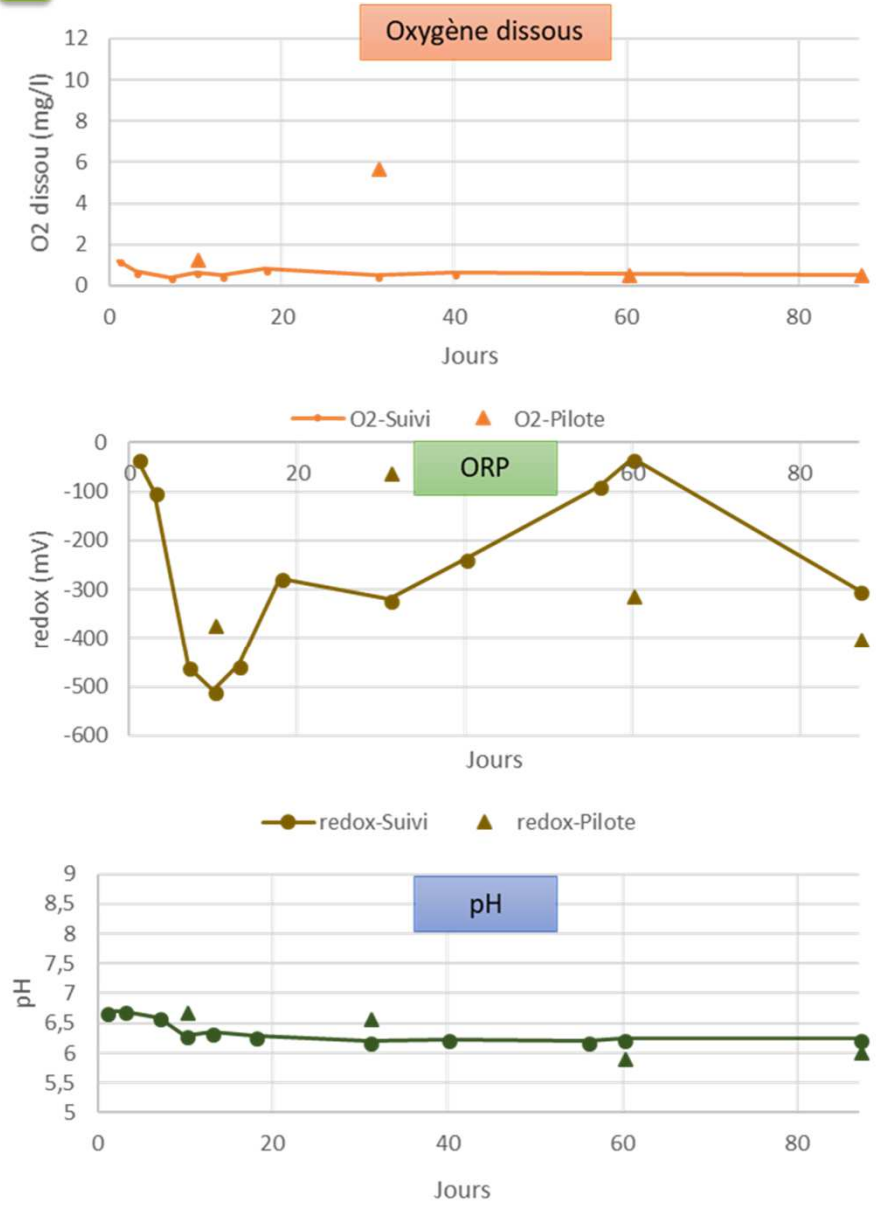 Oxygène dissous
12
10
8
6
4
2
0
O2 dissou (mg/l)
0 20 40 60 80
Jours
O2-Suivi O2-Pilote
ORP
0
-100
-200
-300
-400
-500
-600
redox (mV)
0 20 60 80
Jours
redox-Suivi redox-Pilote
pH
9
8,5
8
7,5
7
6,5
6
5,5
5
pH
0 20 40 60 80
Jours